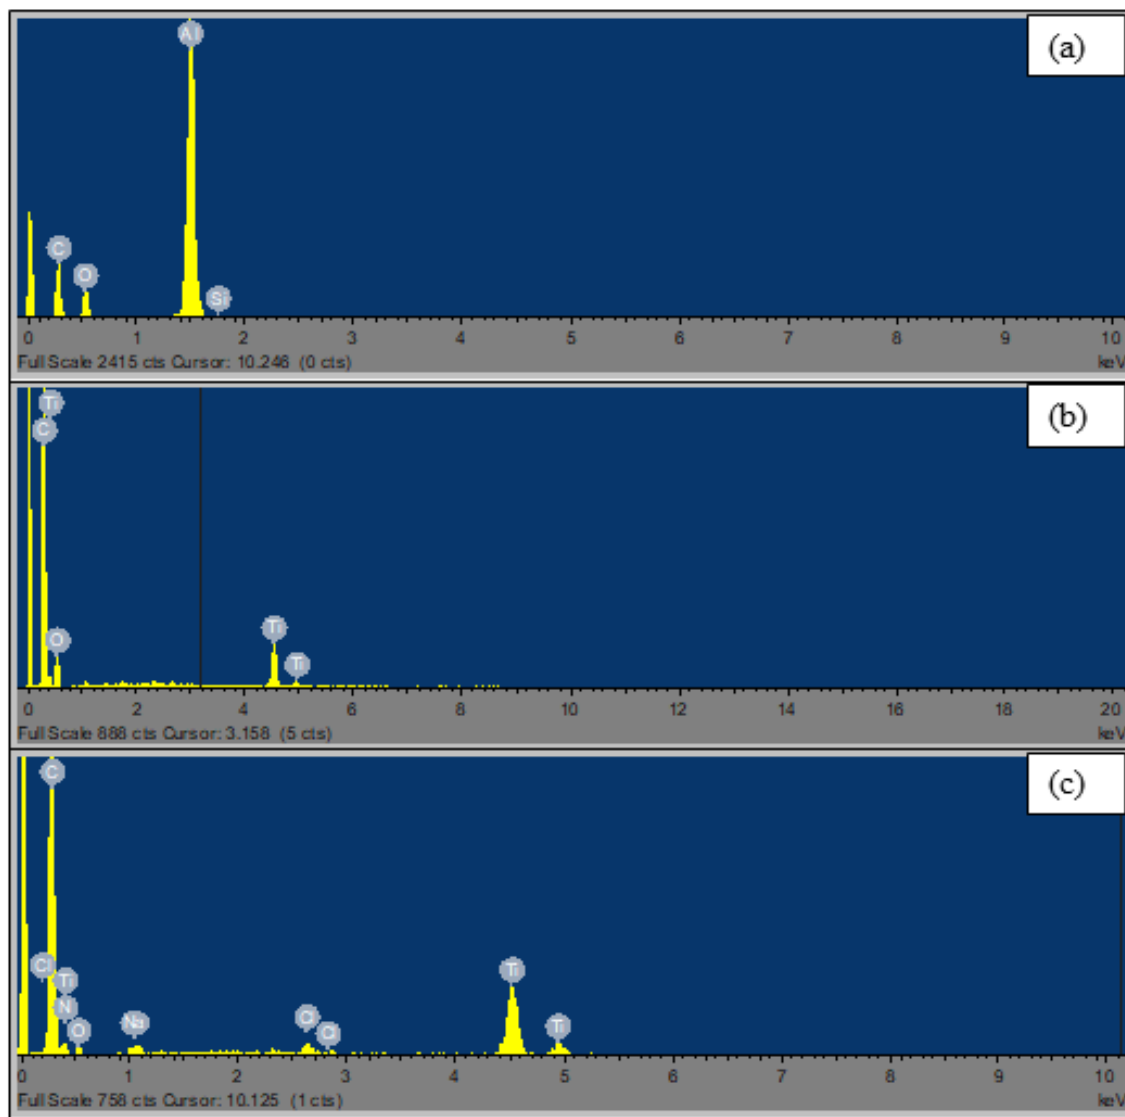 Al
(a)
C
O
Si
0 1 2 3 4 5 6 7 8 9 10
Full Scale 2415 cts Cursor: 10.246 (0 cts) keV
Ti
(b)
C
O
Ti
Ti
0 2 4 6 8 10 12 14 16 18 20
Full Scale 888 cts Cursor: 3.158 (5 cts) keV
C
(c)
Cl
Ti
Ti
N
Na
Cl
O
Cl
Ti
0 1 2 3 4 5 6 7 8 9 10
Full Scale 758 cts Cursor: 10.125 (1 cts) keV